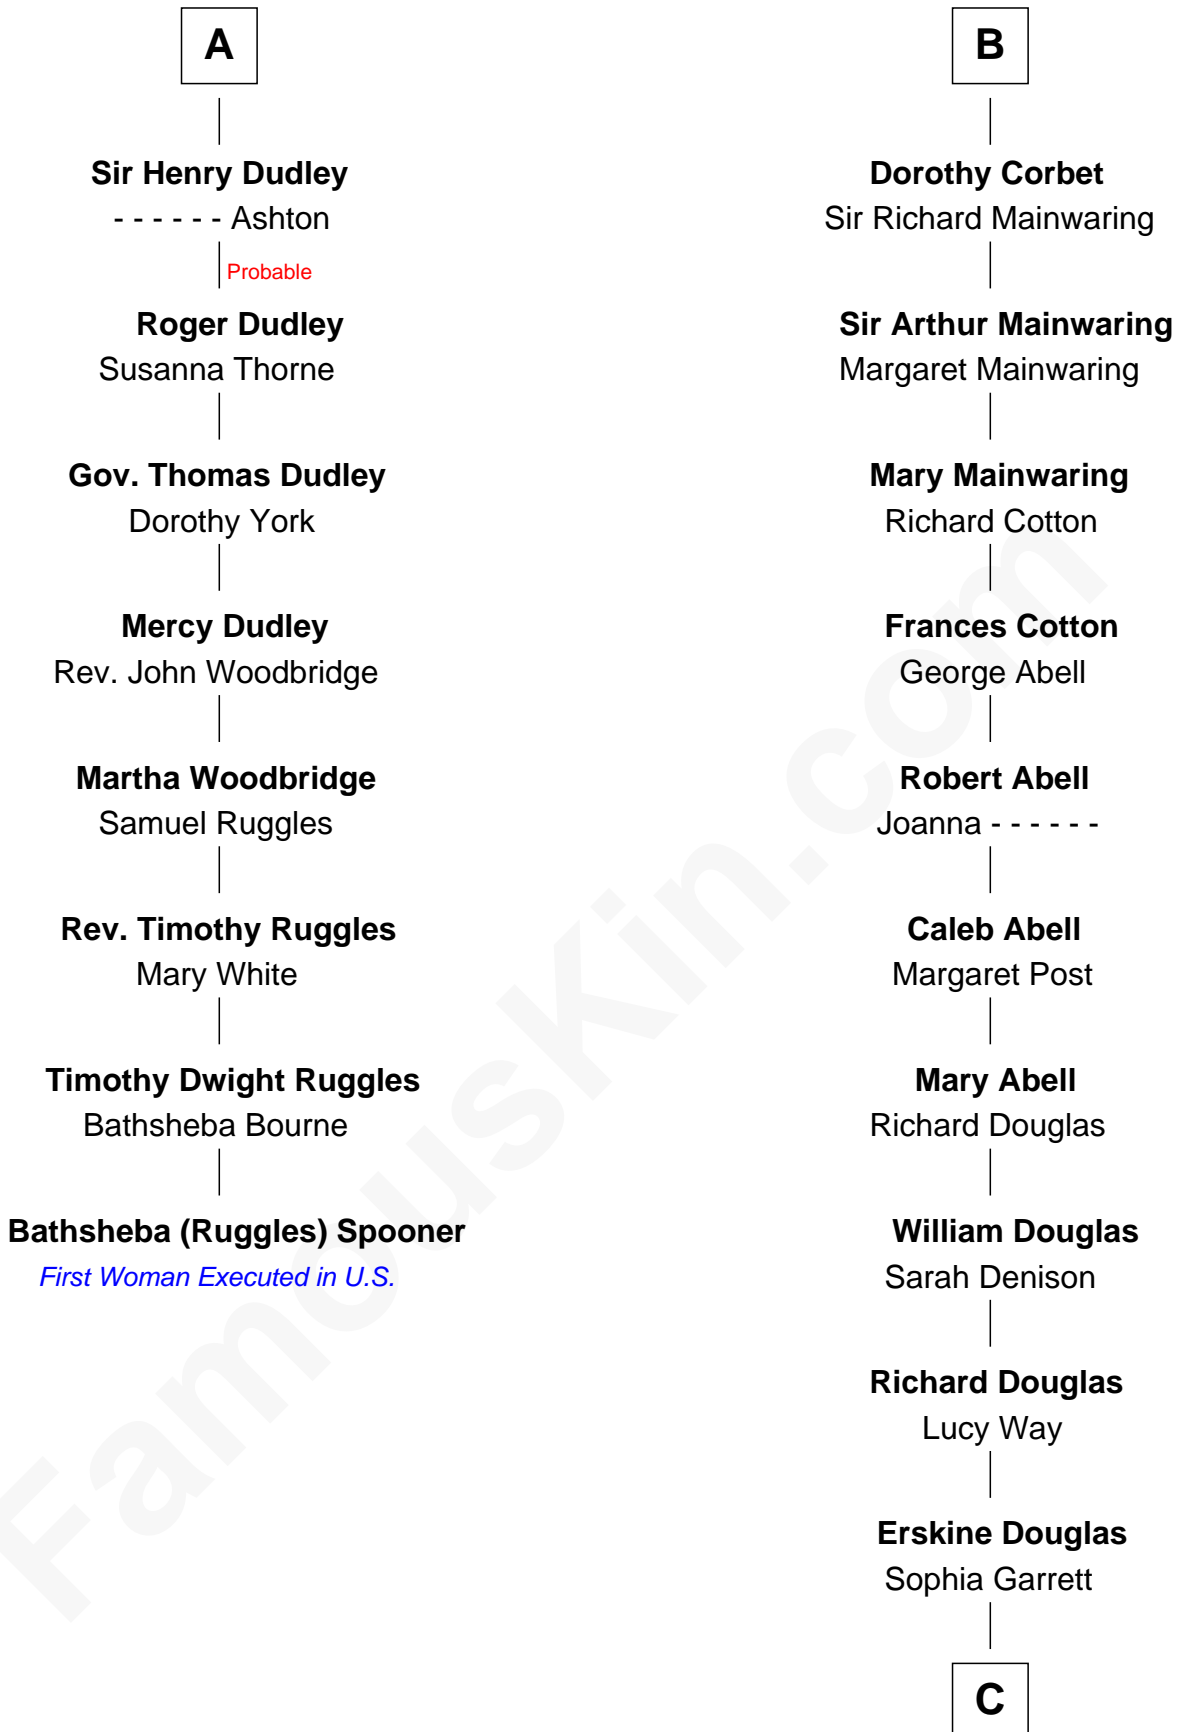 A
Sir Henry Dudley
- - - - - - Ashton
Probable
Roger Dudley
Susanna Thorne
Gov. Thomas Dudley
Dorothy York
Mercy Dudley
Rev. John Woodbridge
Martha Woodbridge
Samuel Ruggles
Rev. Timothy Ruggles
Mary White
Timothy Dwight Ruggles
Bathsheba Bourne
Bathsheba (Ruggles) Spooner
First Woman Executed in U.S.
B
Dorothy Corbet
Sir Richard Mainwaring
Sir Arthur Mainwaring
Margaret Mainwaring
Mary Mainwaring
Richard Cotton
Frances Cotton
George Abell
Robert Abell
Joanna - - - - - -
Caleb Abell
Margaret Post
Mary Abell
Richard Douglas
William Douglas
Sarah Denison
Richard Douglas
Lucy Way
Erskine Douglas
Sophia Garrett
C
FamousKin.com